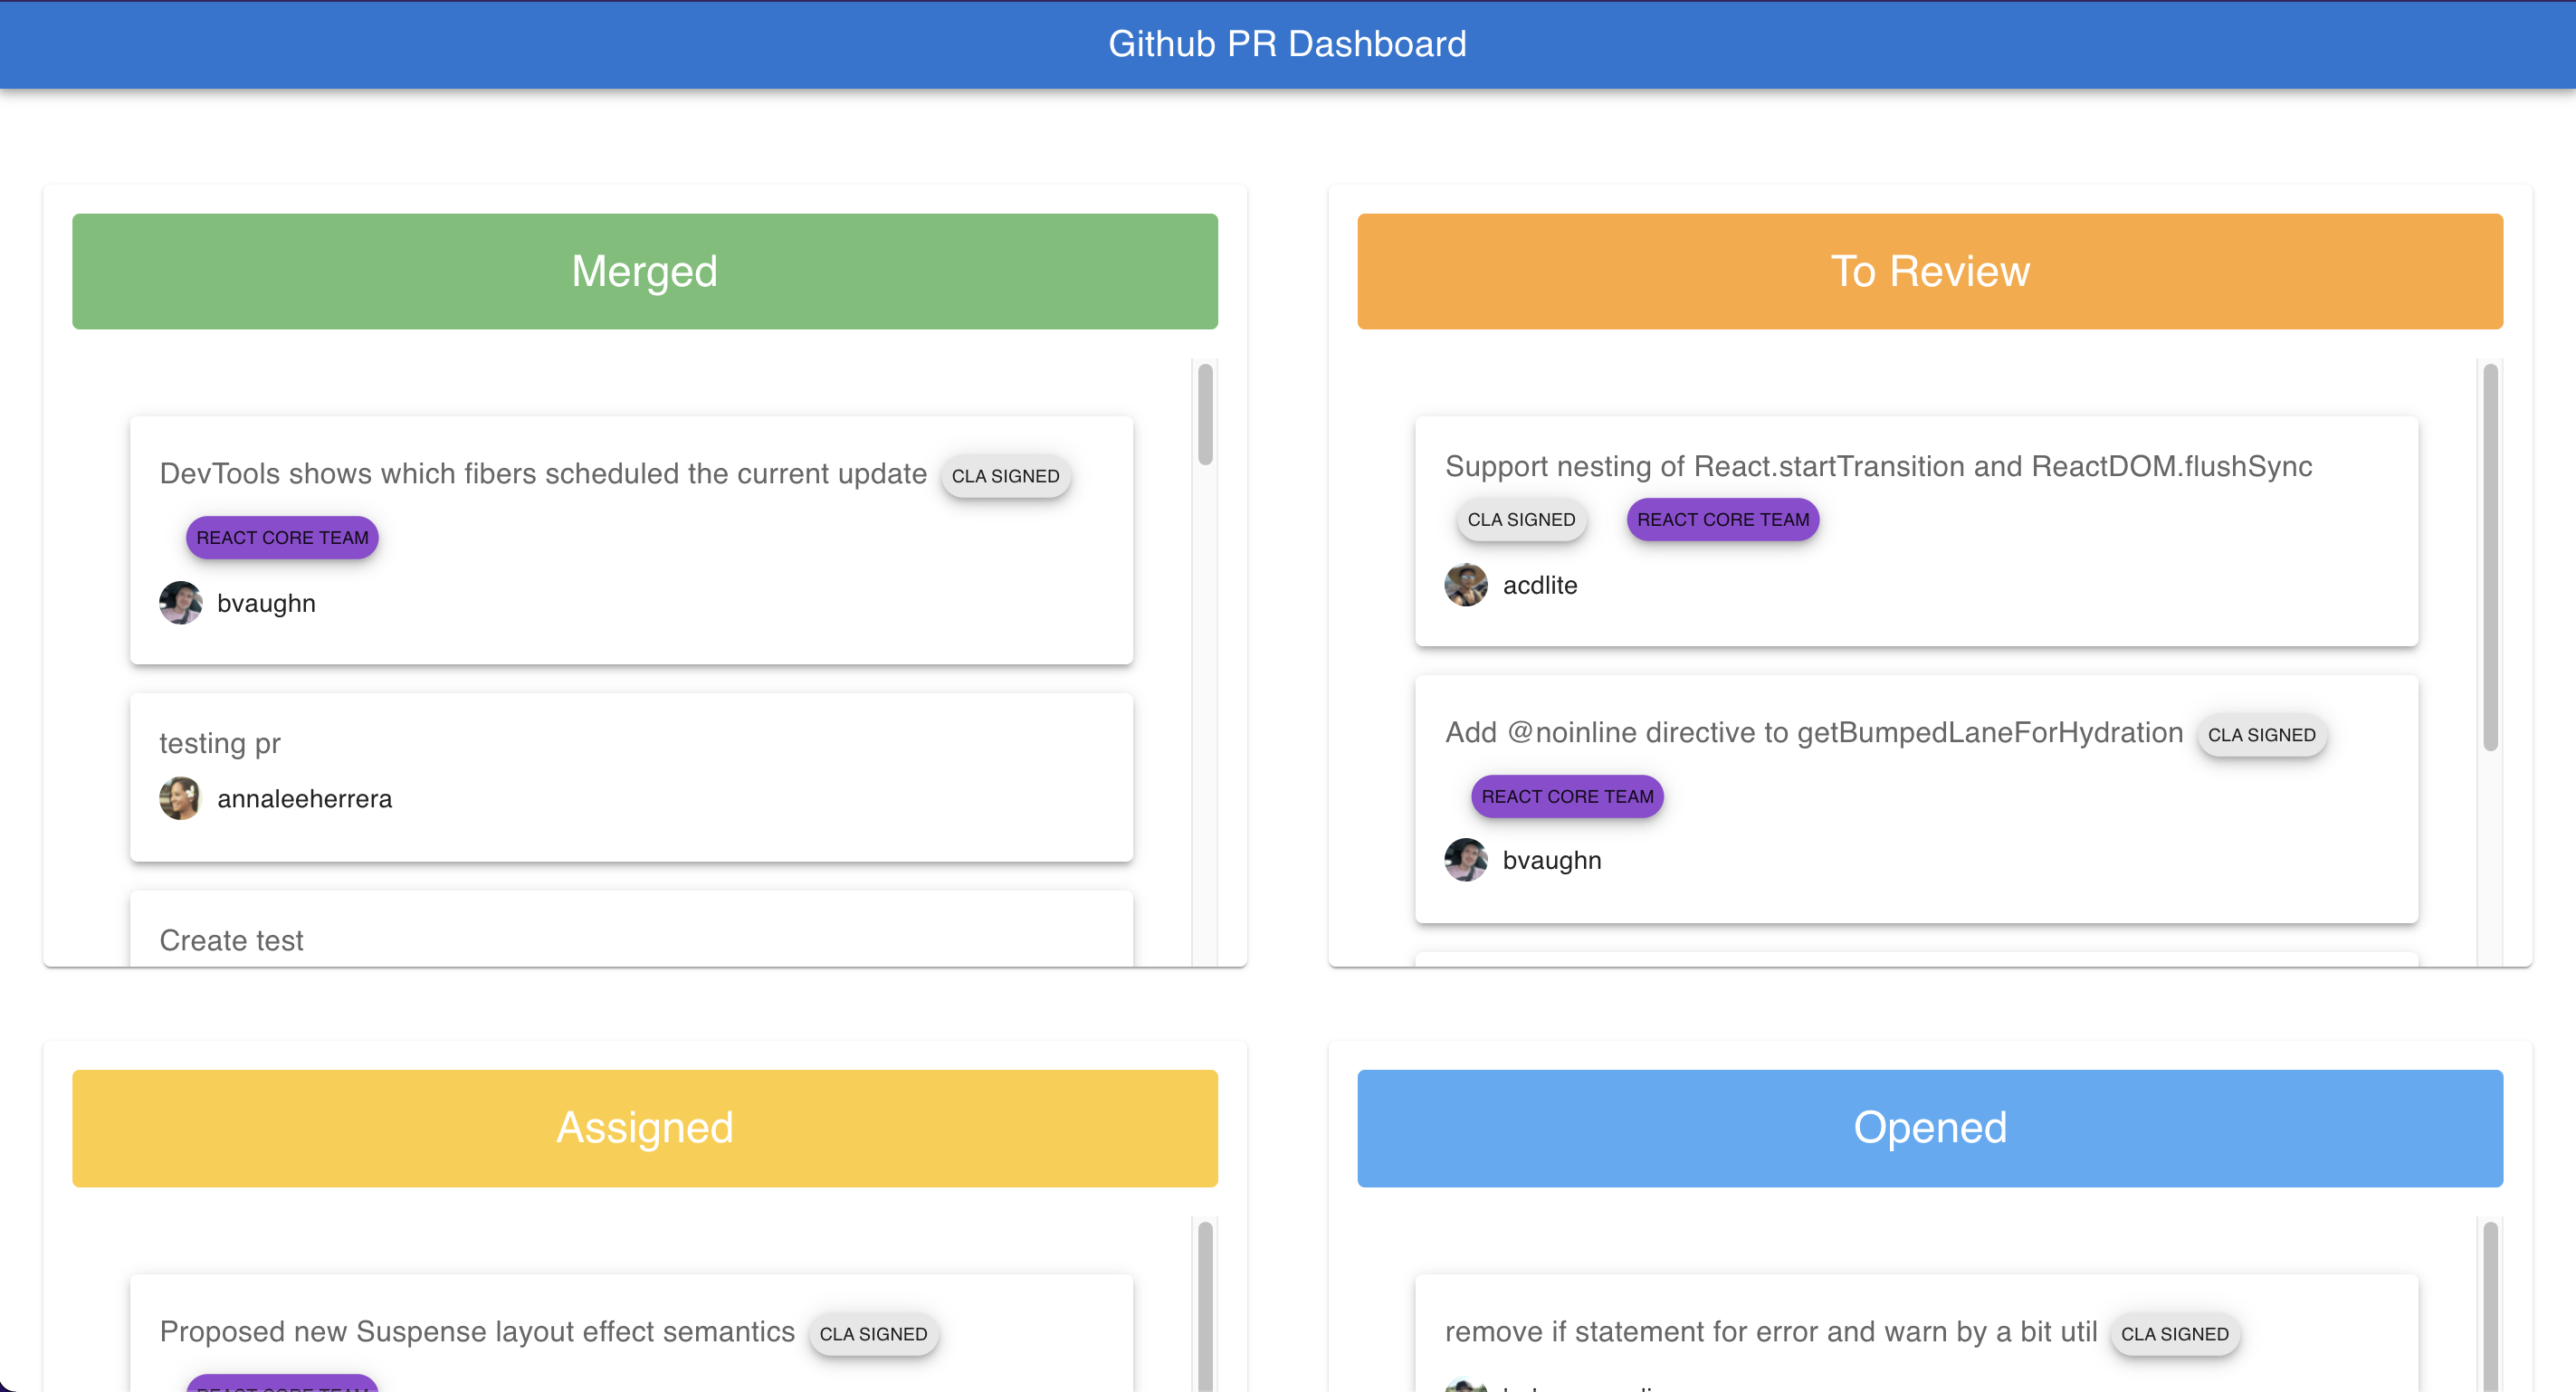 Github PR Dashboard
Merged
DevTools shows which fibers scheduled the current update CLA SIGNED
REACT CORE TEAM
bvaughn
testing pr
annaleeherrera
Create test
To Review
Support nesting of React.startTransition and ReactDOM.flushSync
CLA SIGNED REACT CORE TEAM
acdlite
Add @noinline directive to getBumpedLaneForHydration CLA SIGNED
REACT CORE TEAM
bvaughn
Assigned
Proposed new Suspense layout effect semantics CLA SIGNED
REACT CORE TEAM
Opened
remove if statement for error and warn by a bit util CLA SIGNED